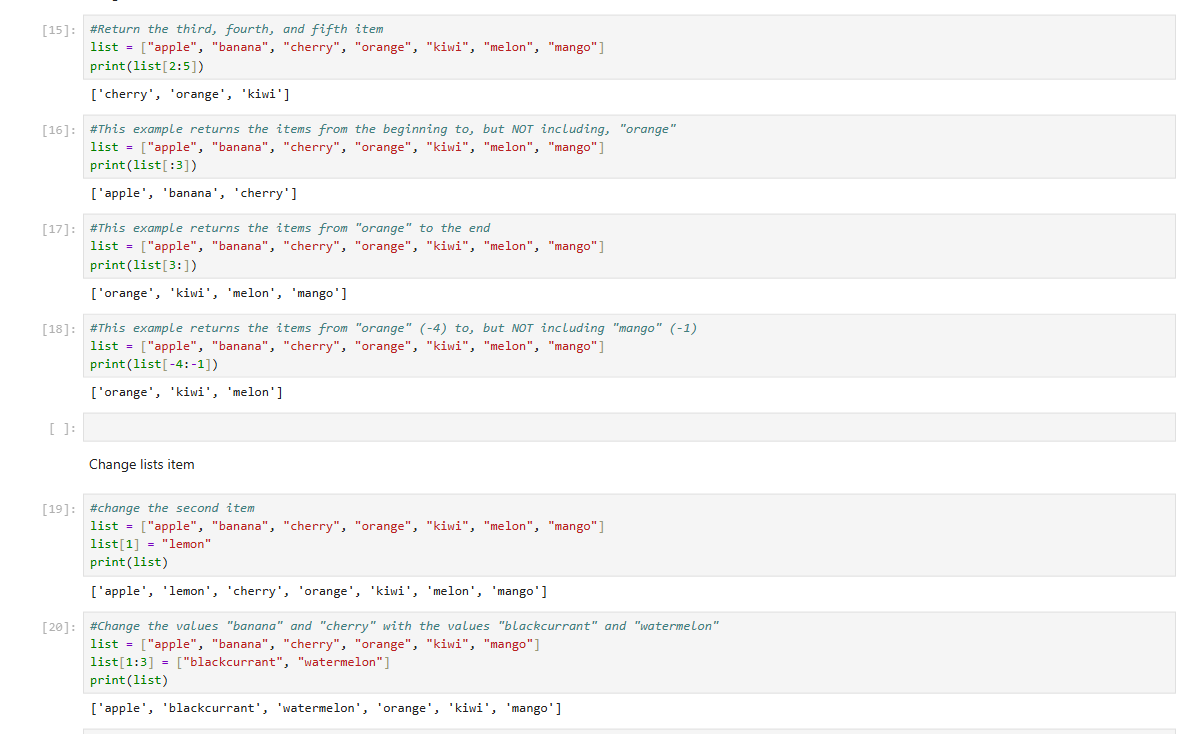 [15]: #Return the third, fourth, and fifth item
list = ["apple", "banana", "cherry", "orange", "kiwi", "melon", "mango"]
print(list[2:5])
['cherry', 'orange', 'kiwi']
[16]: #This example returns the items from the beginning to, but NOT including, "orange"
list = ["apple", "banana", "cherry", "orange", "kiwi", "melon", "mango"]
print(list[:3])
['apple', 'banana', 'cherry']
[17]: #This example returns the items from "orange" to the end
list = ["apple", "banana", "cherry", "orange", "kiwi", "melon", "mango"]
print(list[3:])
['orange', 'kiwi', 'melon', 'mango']
[18]: #This example returns the items from "orange" (-4) to, but NOT including "mango" (-1)
list = ["apple", "banana", "cherry", "orange", "kiwi", "melon", "mango"]
print(list[-4:-1])
['orange', 'kiwi', 'melon']
[ ]:
Change lists item
[19]: #change the second item
list = ["apple", "banana", "cherry", "orange", "kiwi", "melon", "mango"]
list[1] = "lemon"
print(list)
['apple', 'lemon', 'cherry', 'orange', 'kiwi', 'melon', 'mango']
[20]: #Change the values "banana" and "cherry" with the values "blackcurrant" and "watermelon"
list = ["apple", "banana", "cherry", "orange", "kiwi", "mango"]
list[1:3] = ["blackcurrant", "watermelon"]
print(list)
['apple', 'blackcurrant', 'watermelon', 'orange', 'kiwi', 'mango']